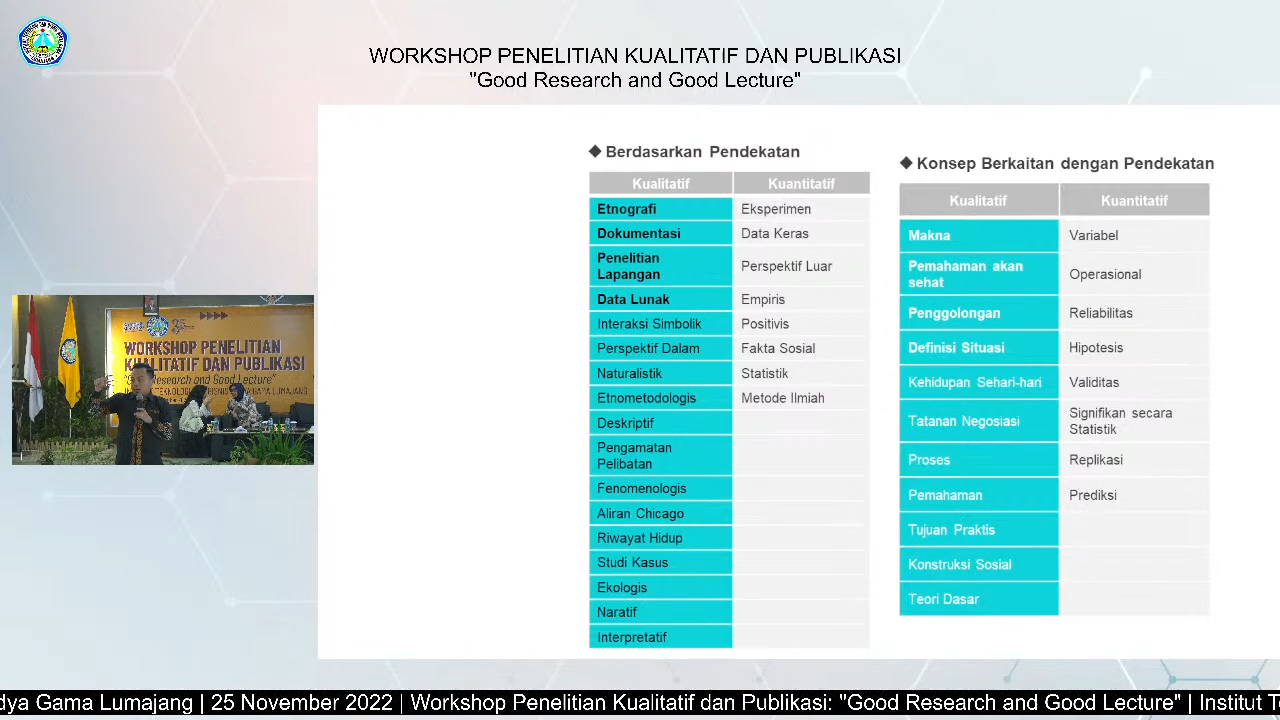 WORKSHOP PENELITIAN KUALITATIF DAN PUBLIKASI
"Good Research and Good Lecture"
◆ Berdasarkan Pendekatan
Kualitatif Kuantitatif
Etnografi Eksperimen
Dokumentasi Data Keras
Penelitian
Lapangan
Perspektif Luar
Data Lunak Empiris
Interaksi Simbolik Positivis
Perspektif Dalam Fakta Sosial
Naturalistik Statistik
Etnometodologis Metode Ilmiah
Deskriptif
Pengamatan
Pelibatan
Fenomenologis
Aliran Chicago
Riwayat Hidup
Studi Kasus
Ekologis
Naratif
Interpretatif
◆ Konsep Berkaitan dengan Pendekatan
Kualitatif Kuantitatif
Makna Variabel
Pemahaman akan
sehat
Operasional
Penggolongan Reliabilitas
Definisi Situasi Hipotesis
Kehidupan Sehari-hari Validitas
Tatanan Negosiasi
Signifikan secara
Statistik
Proses Replikasi
Pemahaman Prediksi
Tujuan Praktis
Konstruksi Sosial
Teori Dasar
WORKSHOP PENELITIAN
KUALITATIF DAN PUBLIKASI
"Good Research and Good Lecture"
dya Gama Lumajang | 25 November 2022 | Workshop Penelitian Kualitatif dan Publikasi: "Good Research and Good Lecture" | Institut T